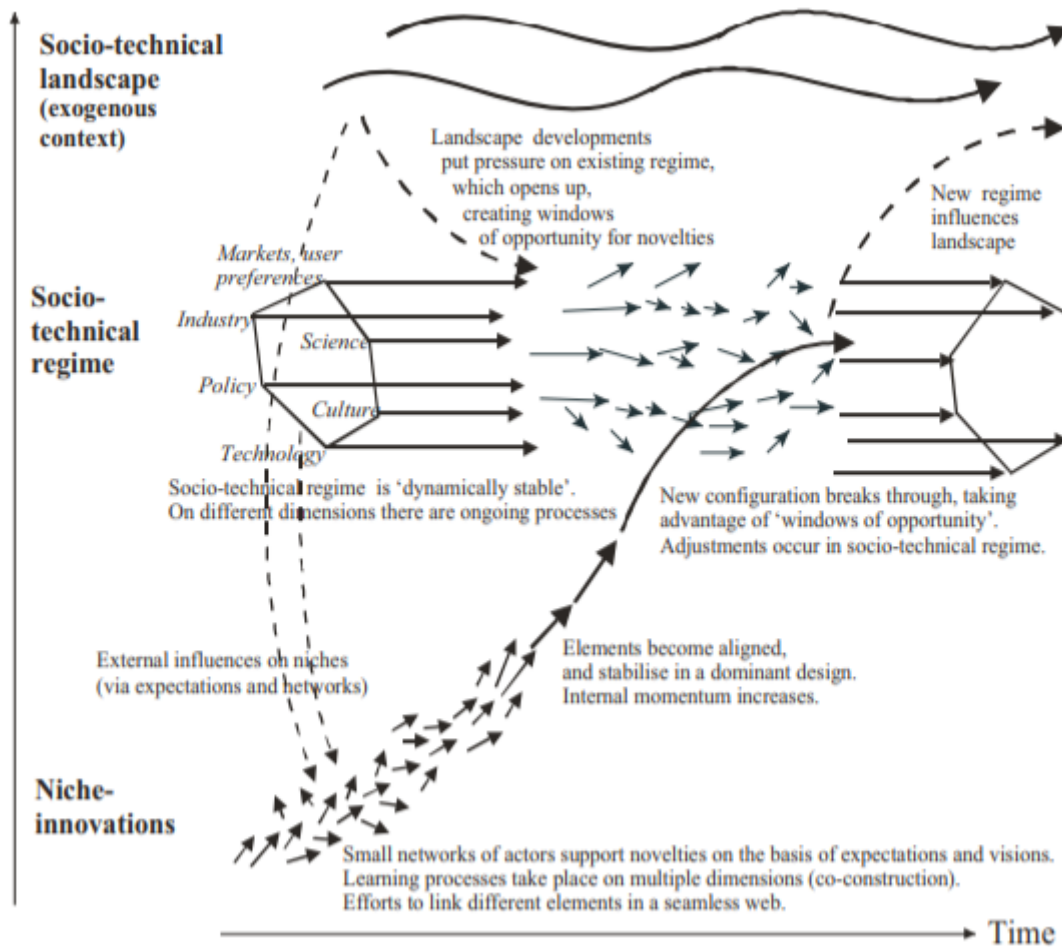 Socio-technical
landscape
(exogenous
context)
Landscape developments
put pressure on existing regime,
which opens up,
creating windows
of opportunity for novelties
New regime
influences
landscape
Socio-
technical
regime
Markets, user
preferences
Industry
Science
Policy
Culture
Technology
Socio-technical regime is ‘dynamically stable’.
On different dimensions there are ongoing processes
New configuration breaks through, taking
advantage of ‘windows of opportunity’.
Adjustments occur in socio-technical regime.
External influences on niches
(via expectations and networks)
Elements become aligned,
and stabilise in a dominant design.
Internal momentum increases.
Niche-
innovations
Small networks of actors support novelties on the basis of expectations and visions.
Learning processes take place on multiple dimensions (co-construction).
Efforts to link different elements in a seamless web.
Time